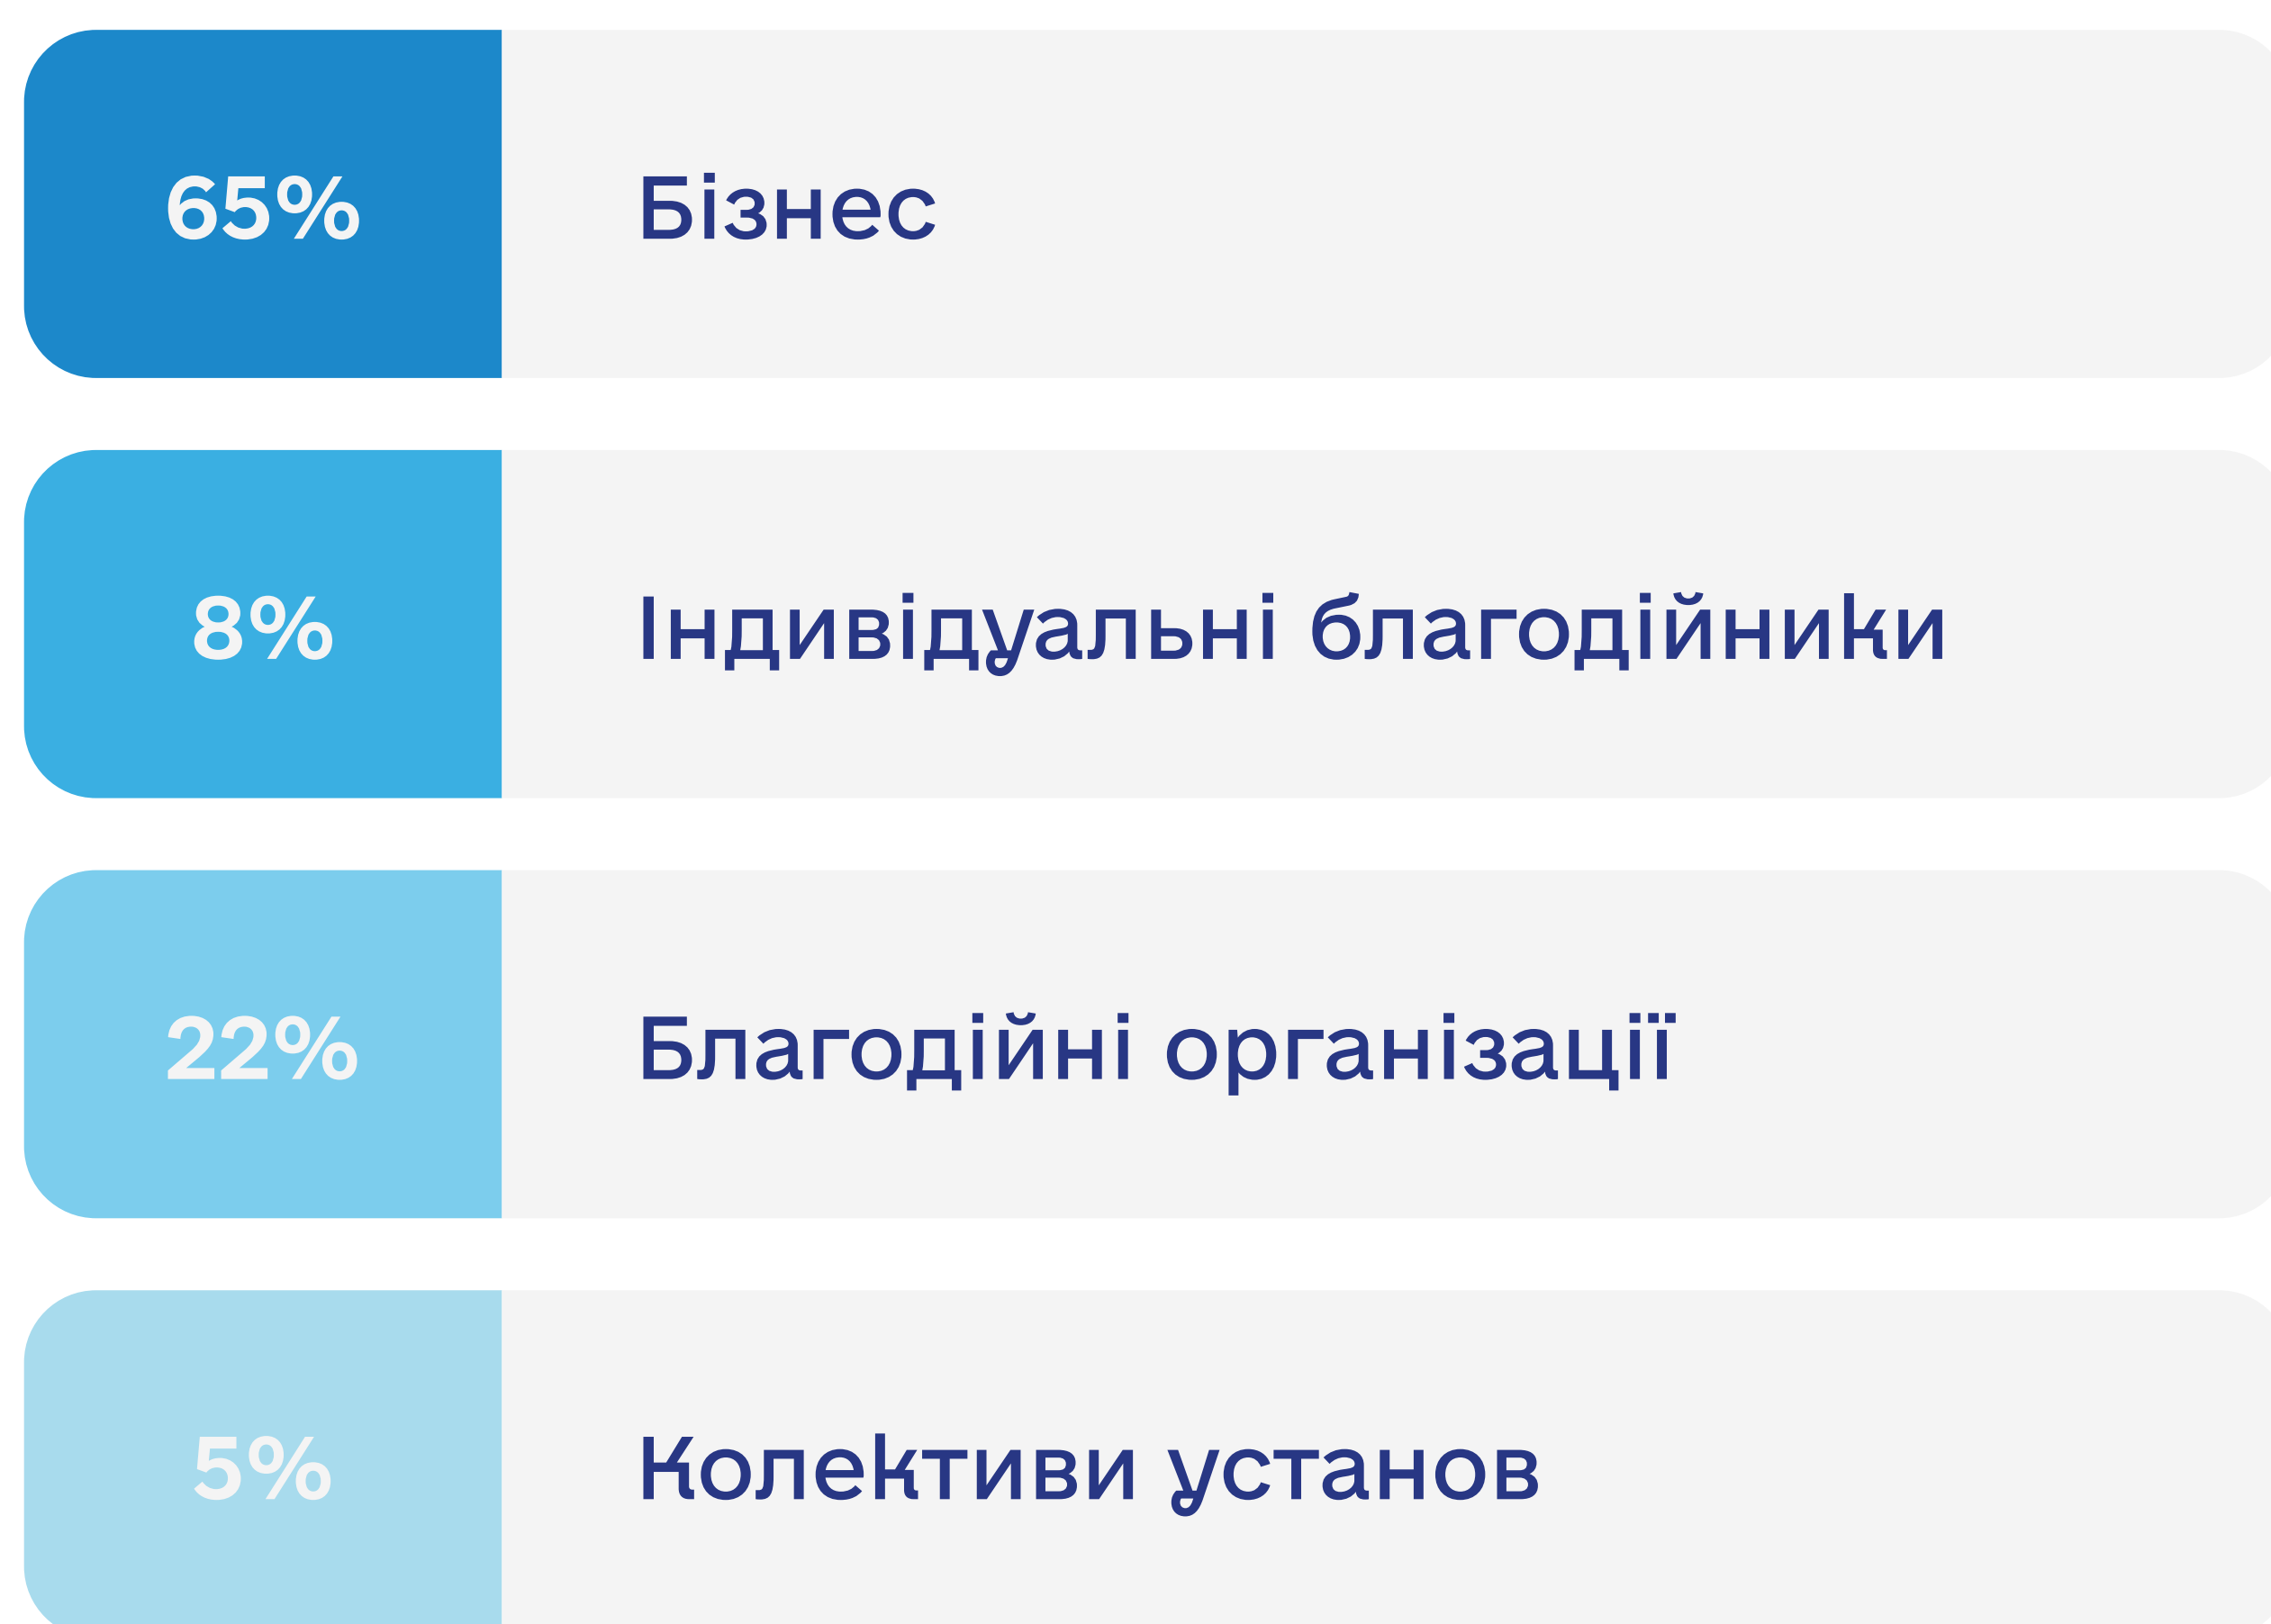 65% Бізнес
8% Індивідуальні благодійники
22% Благодійні організації
5% Колективи установ